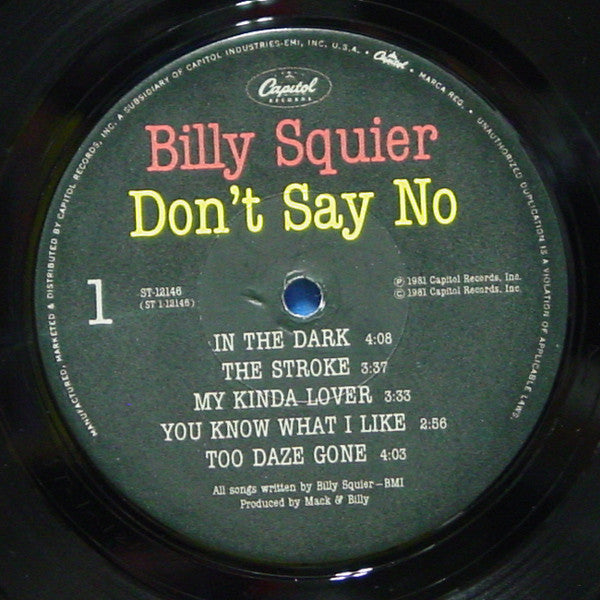 MANUFACTURED, MARKETED & DISTRIBUTED BY CAPITOL RECORDS, INC. A SUBSIDIARY OF CAPITOL INDUSTRIES-EMI, INC. U.S.A. • Capitol • MARCA REG. • UNAUTHORIZED DUPLICATION IS A VIOLATION OF APPLICABLE LAWS.
Capitol
RECORDS
Billy Squier
Don't Say No
1
ST-12146
(ST 1-12146)
℗ 1981 Capitol Records, Inc.
© 1981 Capitol Records, Inc.
IN THE DARK 4:08
THE STROKE 3:37
MY KINDA LOVER 3:33
YOU KNOW WHAT I LIKE 2:56
TOO DAZE GONE 4:03
All songs written by Billy Squier–BMI
Produced by Mack & Billy